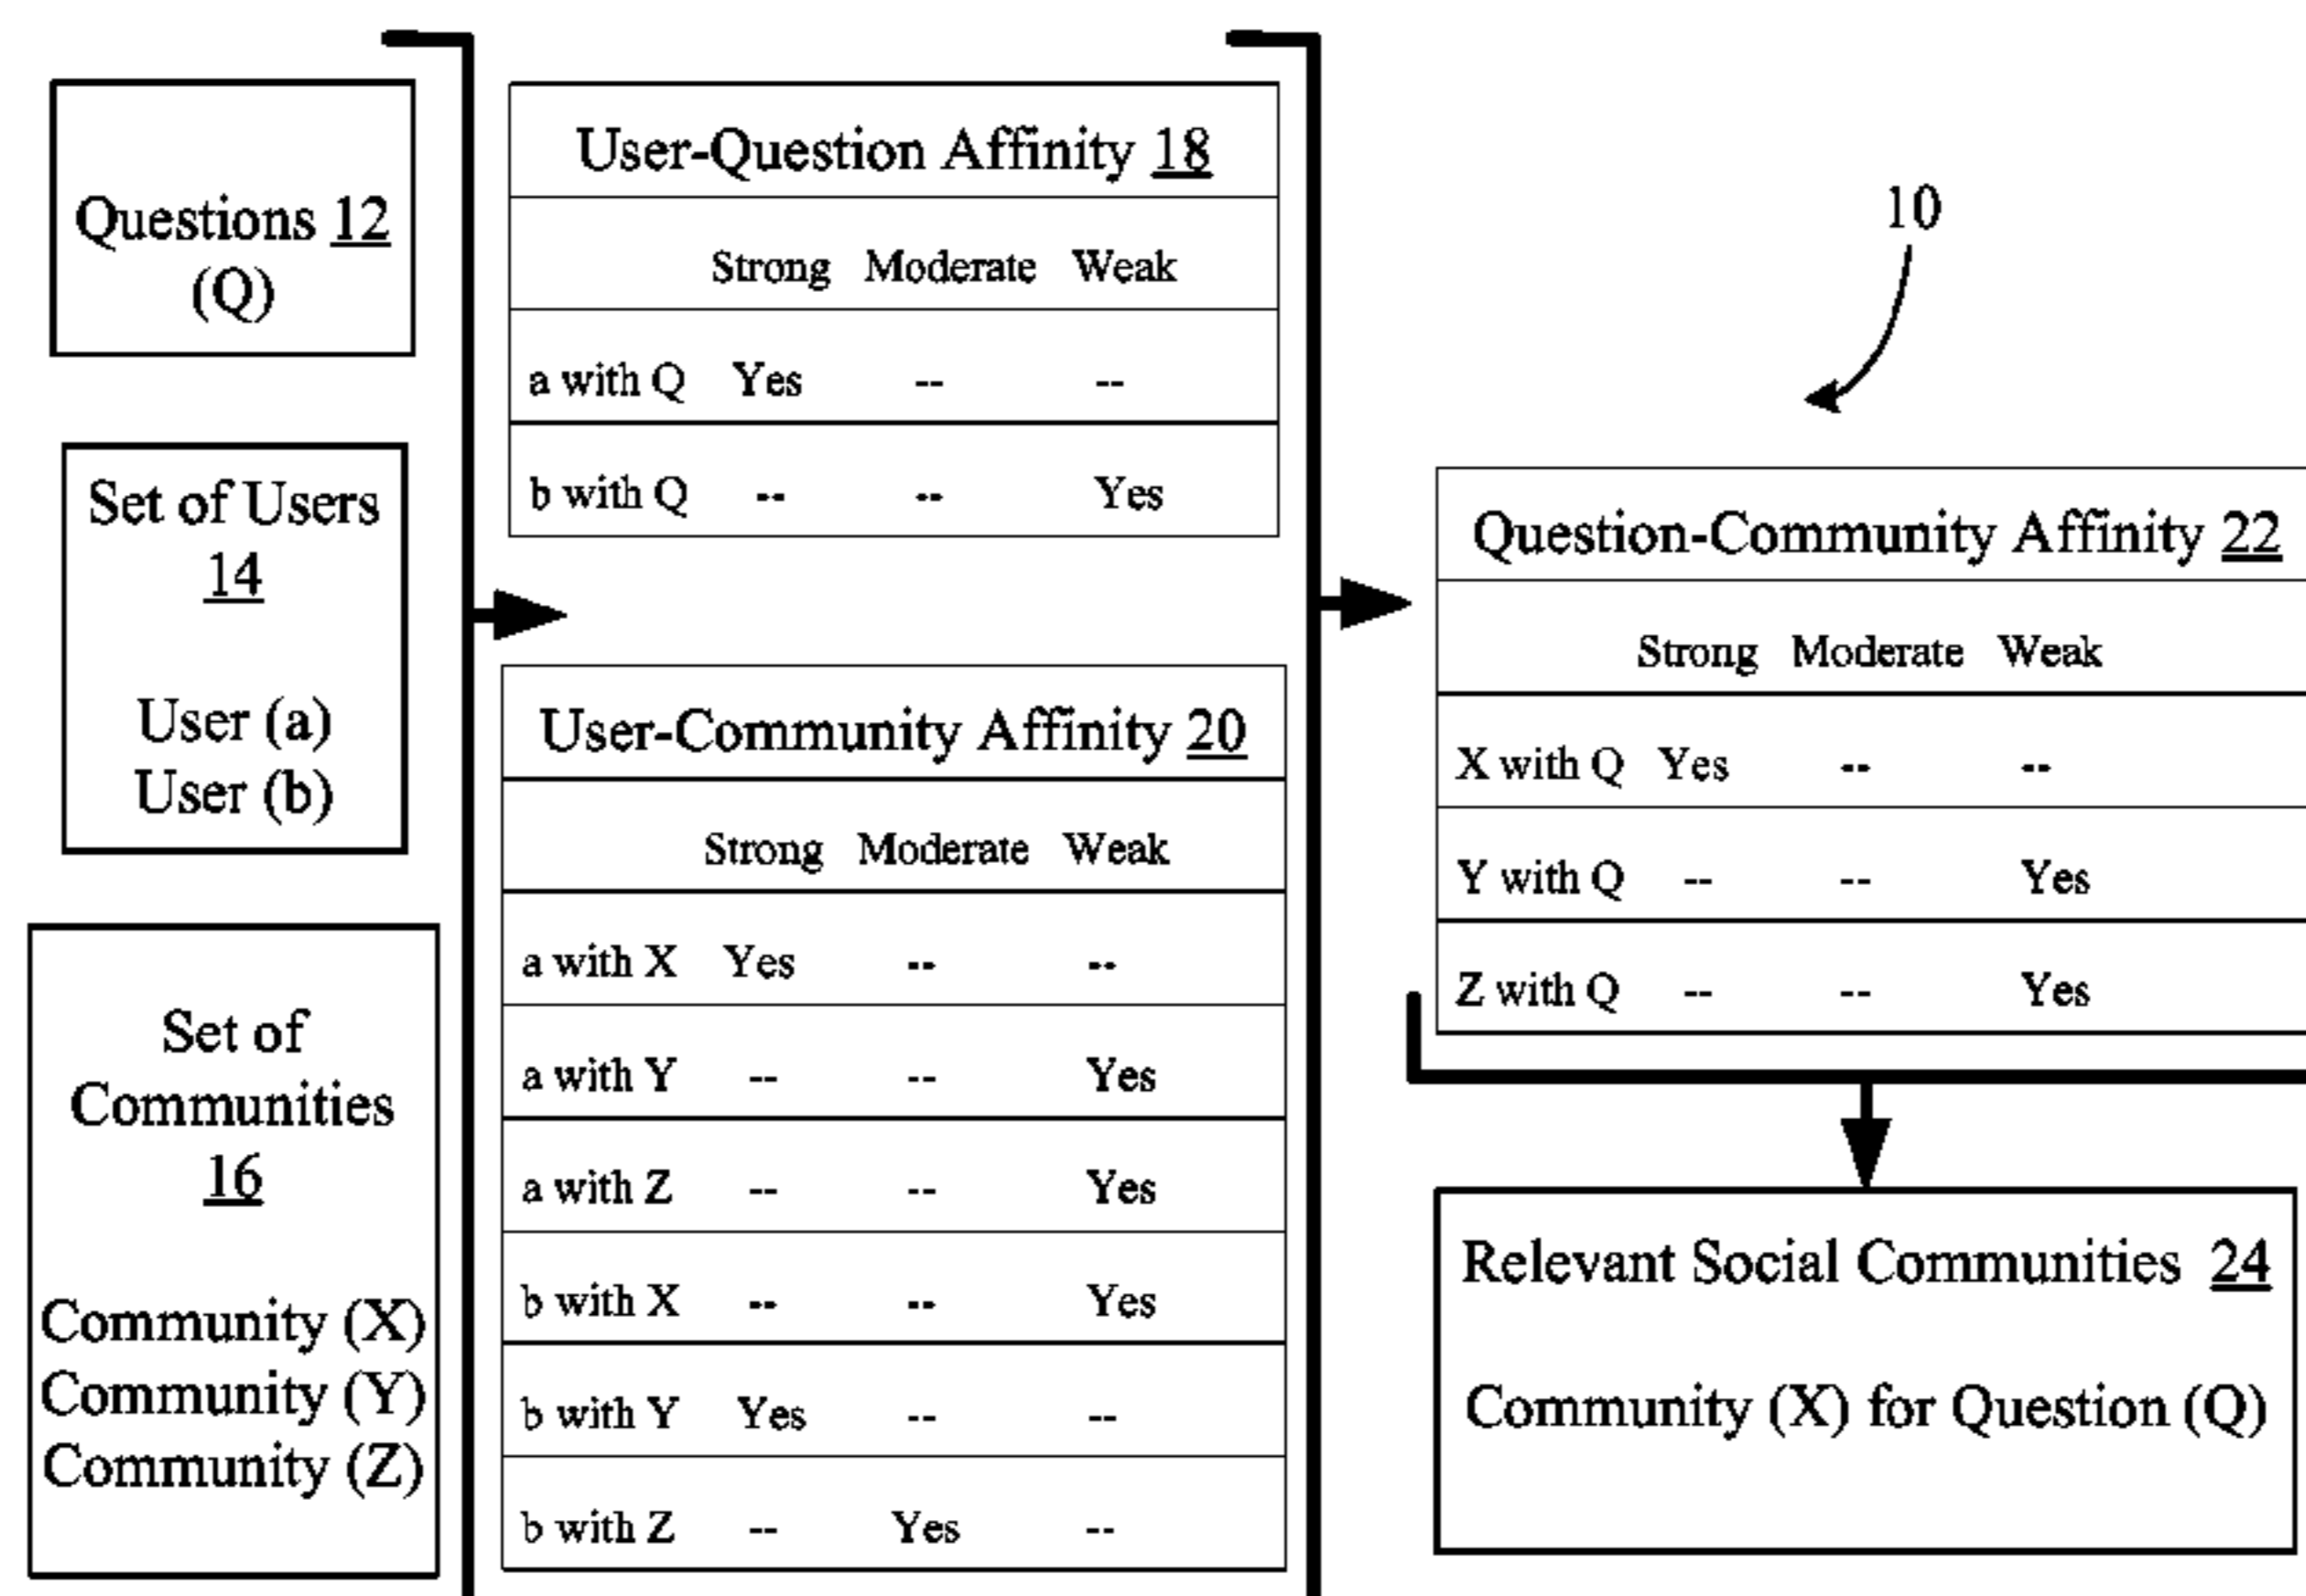 Questions 12
(Q)
Set of Users
14
User (a)
User (b)
Set of
Communities
16
Community (X)
Community (Y)
Community (Z)
User-Question Affinity 18
Strong Moderate Weak
a with Q Yes -- --
b with Q -- -- Yes
User-Community Affinity 20
Strong Moderate Weak
a with X Yes -- --
a with Y -- -- Yes
a with Z -- -- Yes
b with X -- -- Yes
b with Y Yes -- --
b with Z -- Yes --
10
Question-Community Affinity 22
Strong Moderate Weak
X with Q Yes -- --
Y with Q -- -- Yes
Z with Q -- -- Yes
Relevant Social Communities 24
Community (X) for Question (Q)